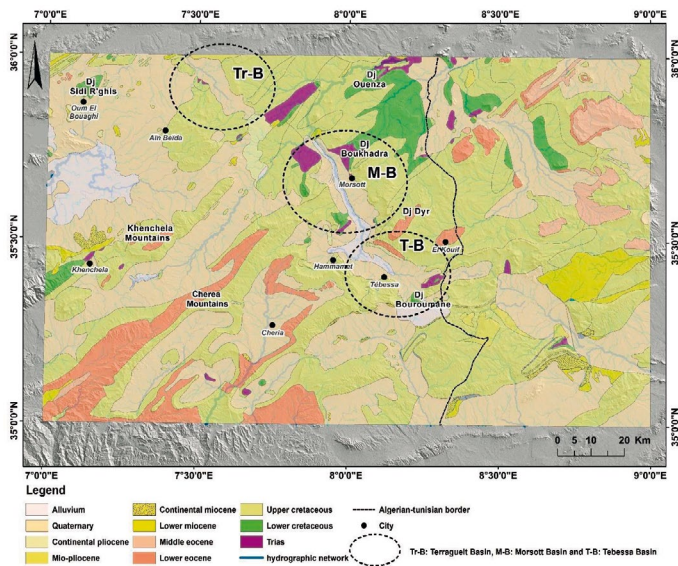 7°0'0"E 7°30'0"E 8°0'0"E 8°30'0"E 9°0'0"E
36°0'0"N 36°0'0"N
Tr-B
Dj
Ouenza
Dj
Sidi R'ghis
Oum El
Bouaghi
Ain Beida
Dj
Boukhadra
M-B
Morsott
Dj Dyr
Khenchela
Mountains
T-B
35°30'0"N 35°30'0"N
El Kouif
Khenchela
Hammamet
Tébessa
Cherea
Mountains
Dj
Bouroumane
Cheria
35°0'0"N 35°0'0"N
0 5 10 20 Km
7°0'0"E 7°30'0"E 8°0'0"E 8°30'0"E 9°0'0"E
Legend
Alluvium Continental miocene Upper cretaceous Algerian-tunisian border
Quaternary Lower miocene Lower cretaceous City
Continental pliocene Middle eocene Trias
Mio-pliocene Lower eocene hydrographic network Tr-B: Terraguelt Basin, M-B: Morsott Basin and T-B: Tebessa Basin